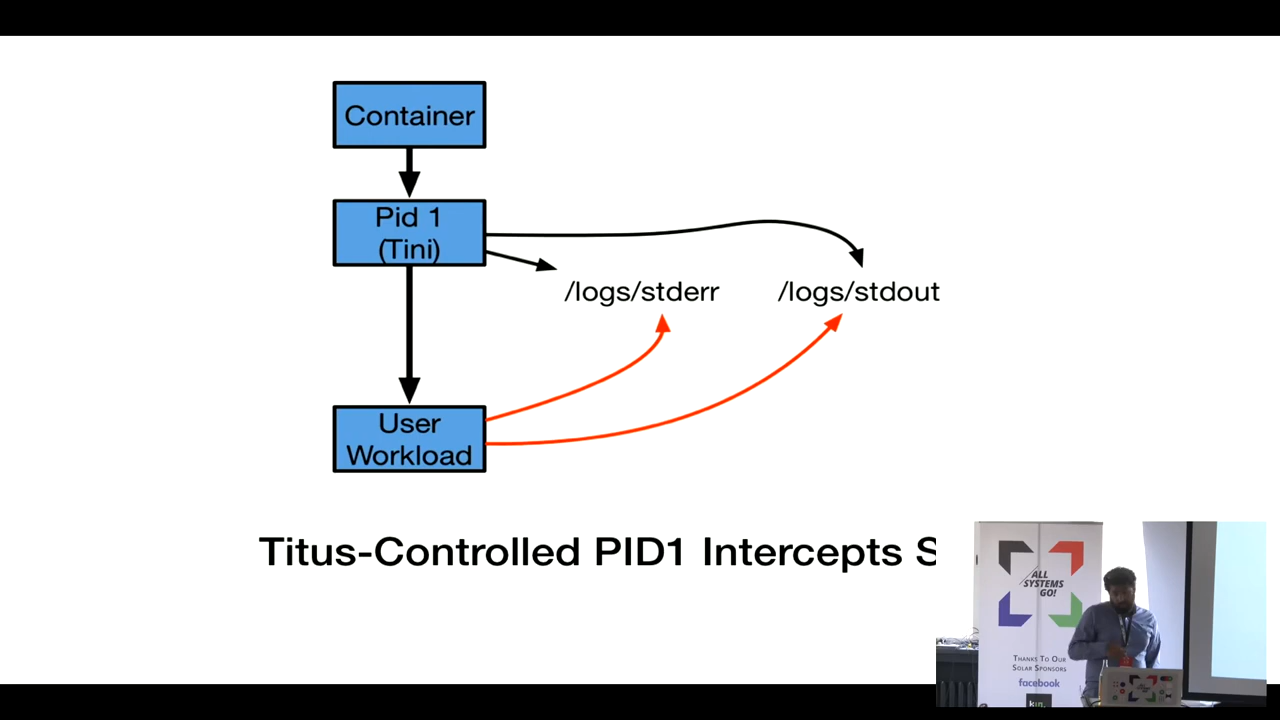 Container
Pid 1
(Tini)
/logs/stderr
/logs/stdout
User
Workload
Titus-Controlled PID1 Intercepts S
ALL
SYSTEMS
GO!
THANKS TO OUR
SOLAR SPONSORS
facebook